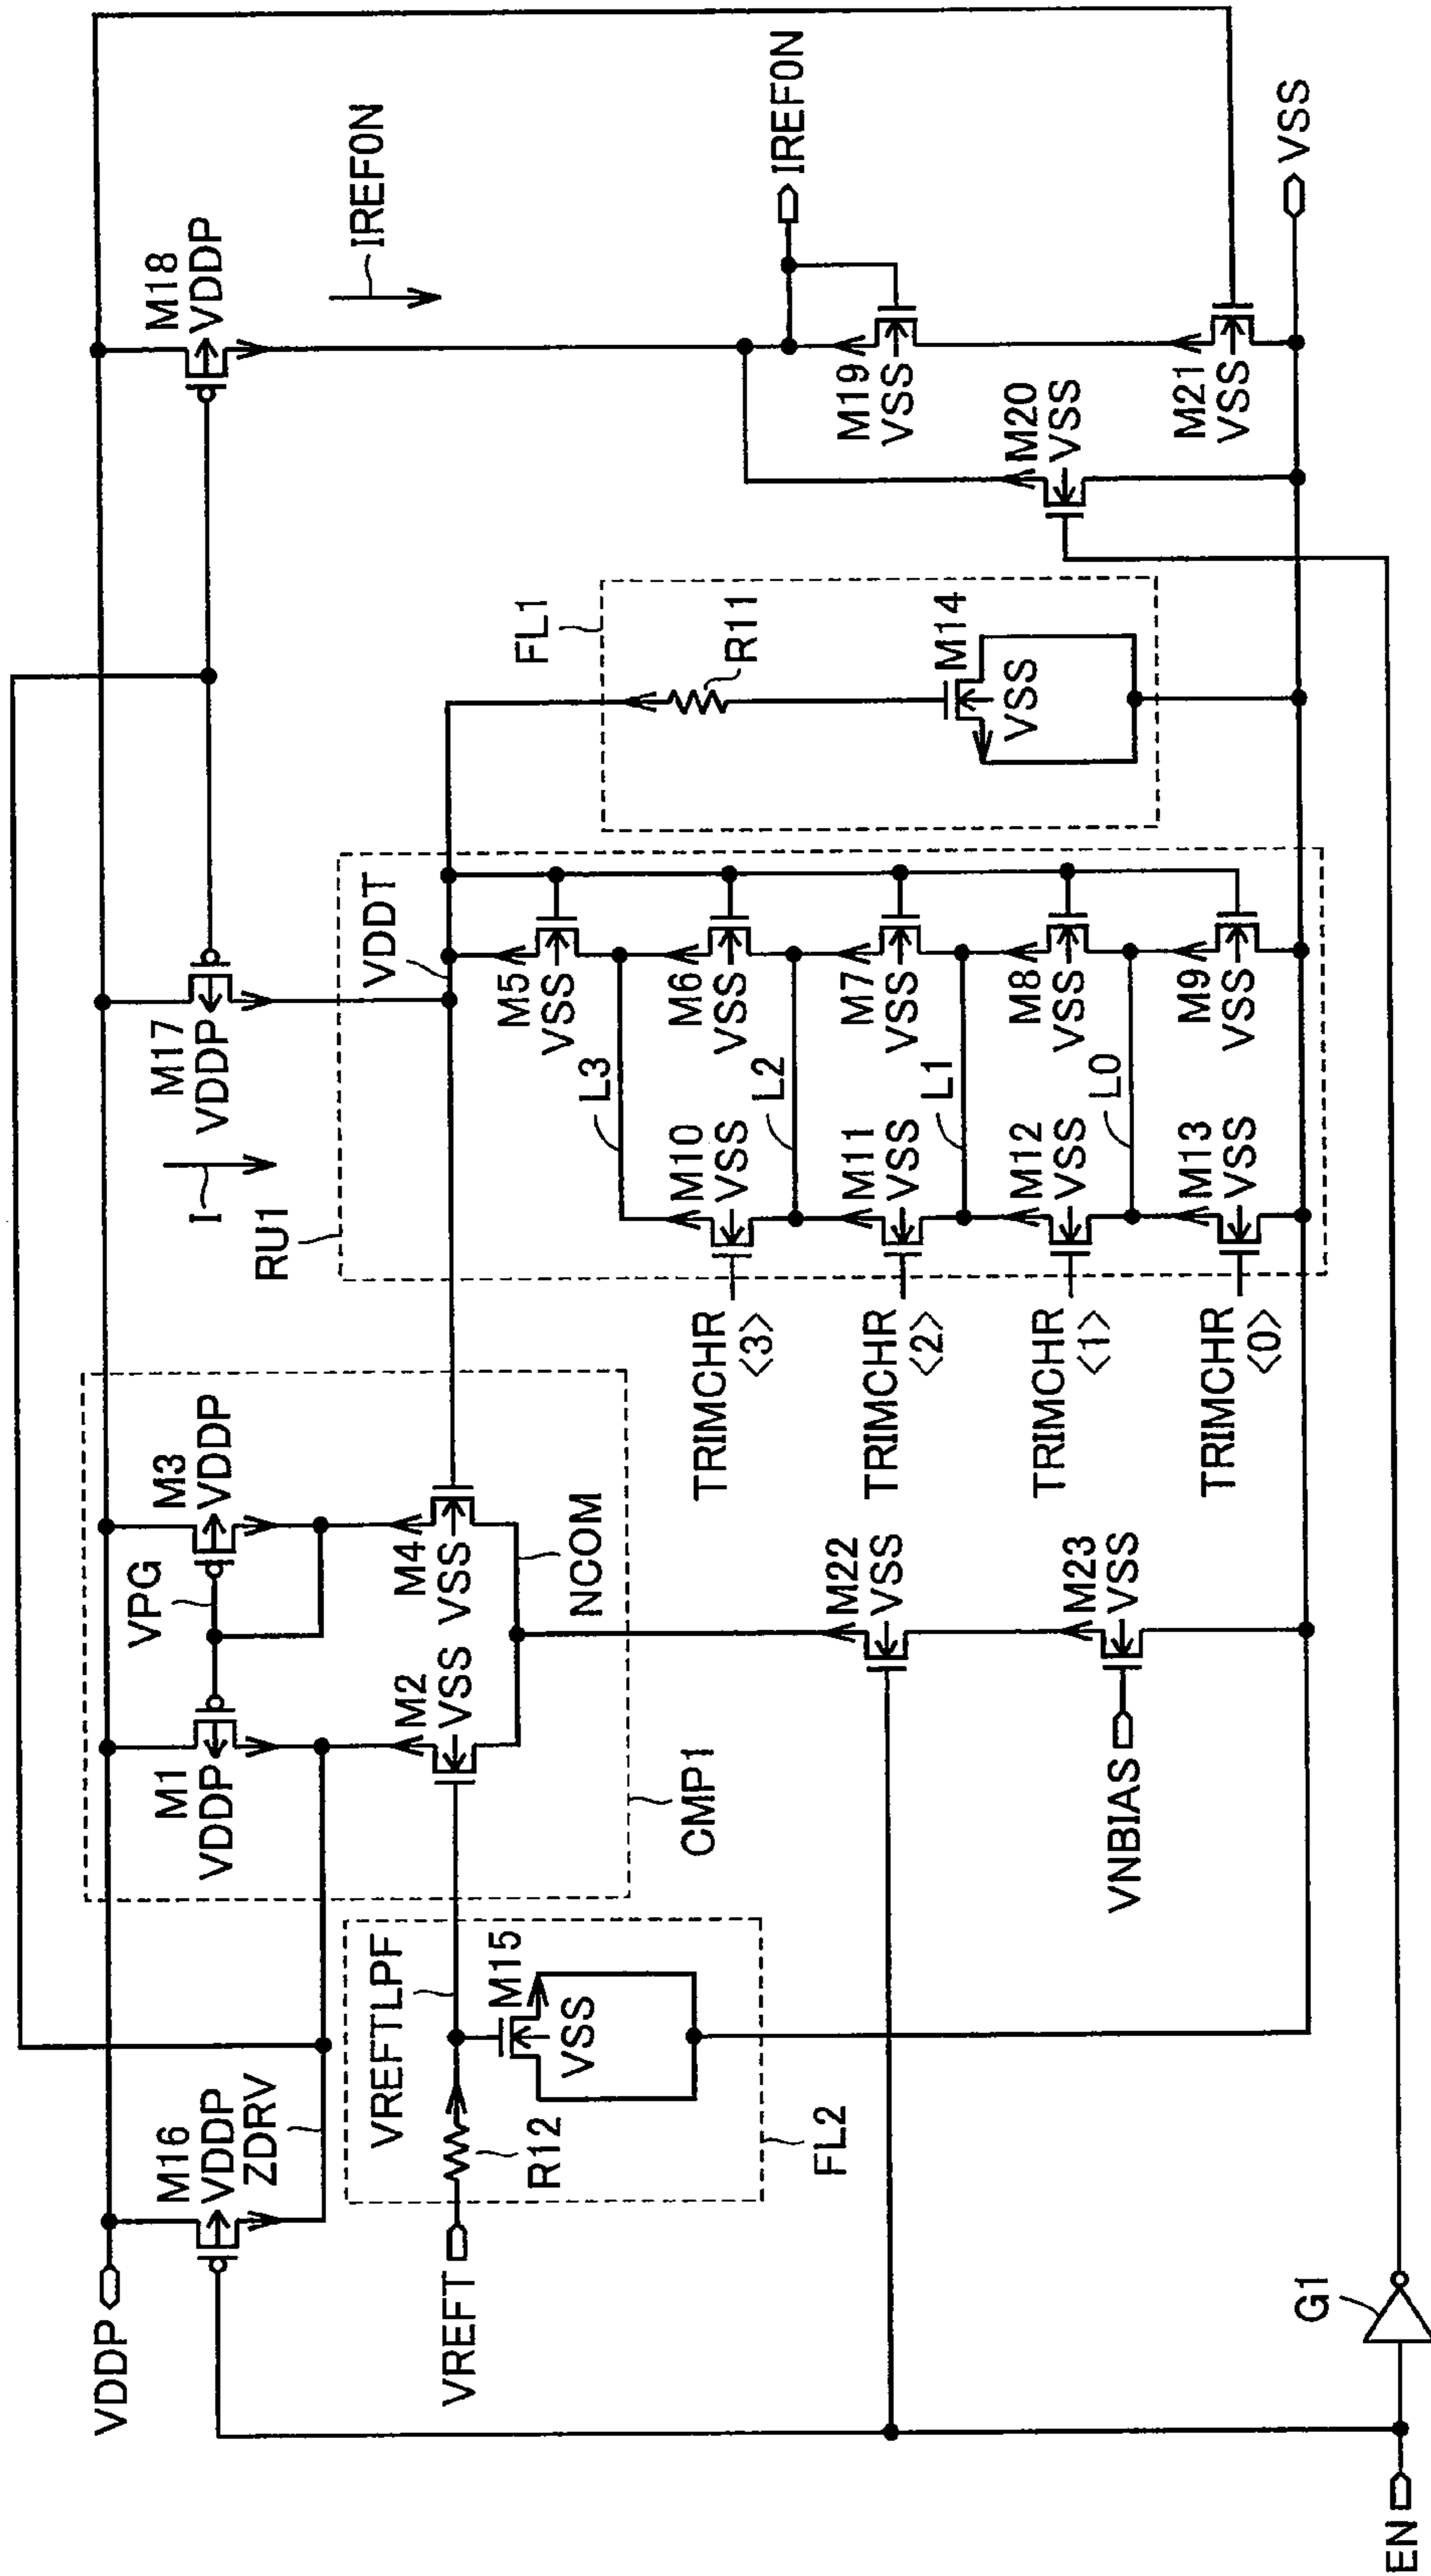 VDDP
M16
VDDP
ZDRV
M1
VDDP
VPG
M3
VDDP
M17
VDDP
I
M18
VDDP
IREFON
VREFT
R12
VREFTLPF
M15
VSS
FL2
M2
VSS
M4
VSS
NCOM
CMP1
RU1
VDDT
M5
VSS
L3
M10
VSS
M6
VSS
L2
M11
VSS
M7
VSS
L1
M12
VSS
M8
VSS
L0
M13
VSS
M9
VSS
TRIMCHR
<3>
TRIMCHR
<2>
TRIMCHR
<1>
TRIMCHR
<0>
FL1
R11
M14
VSS
M22
VSS
M23
VSS
VNBIAS
M19
VSS
M20
VSS
M21
VSS
IREFON
VSS
EN
G1